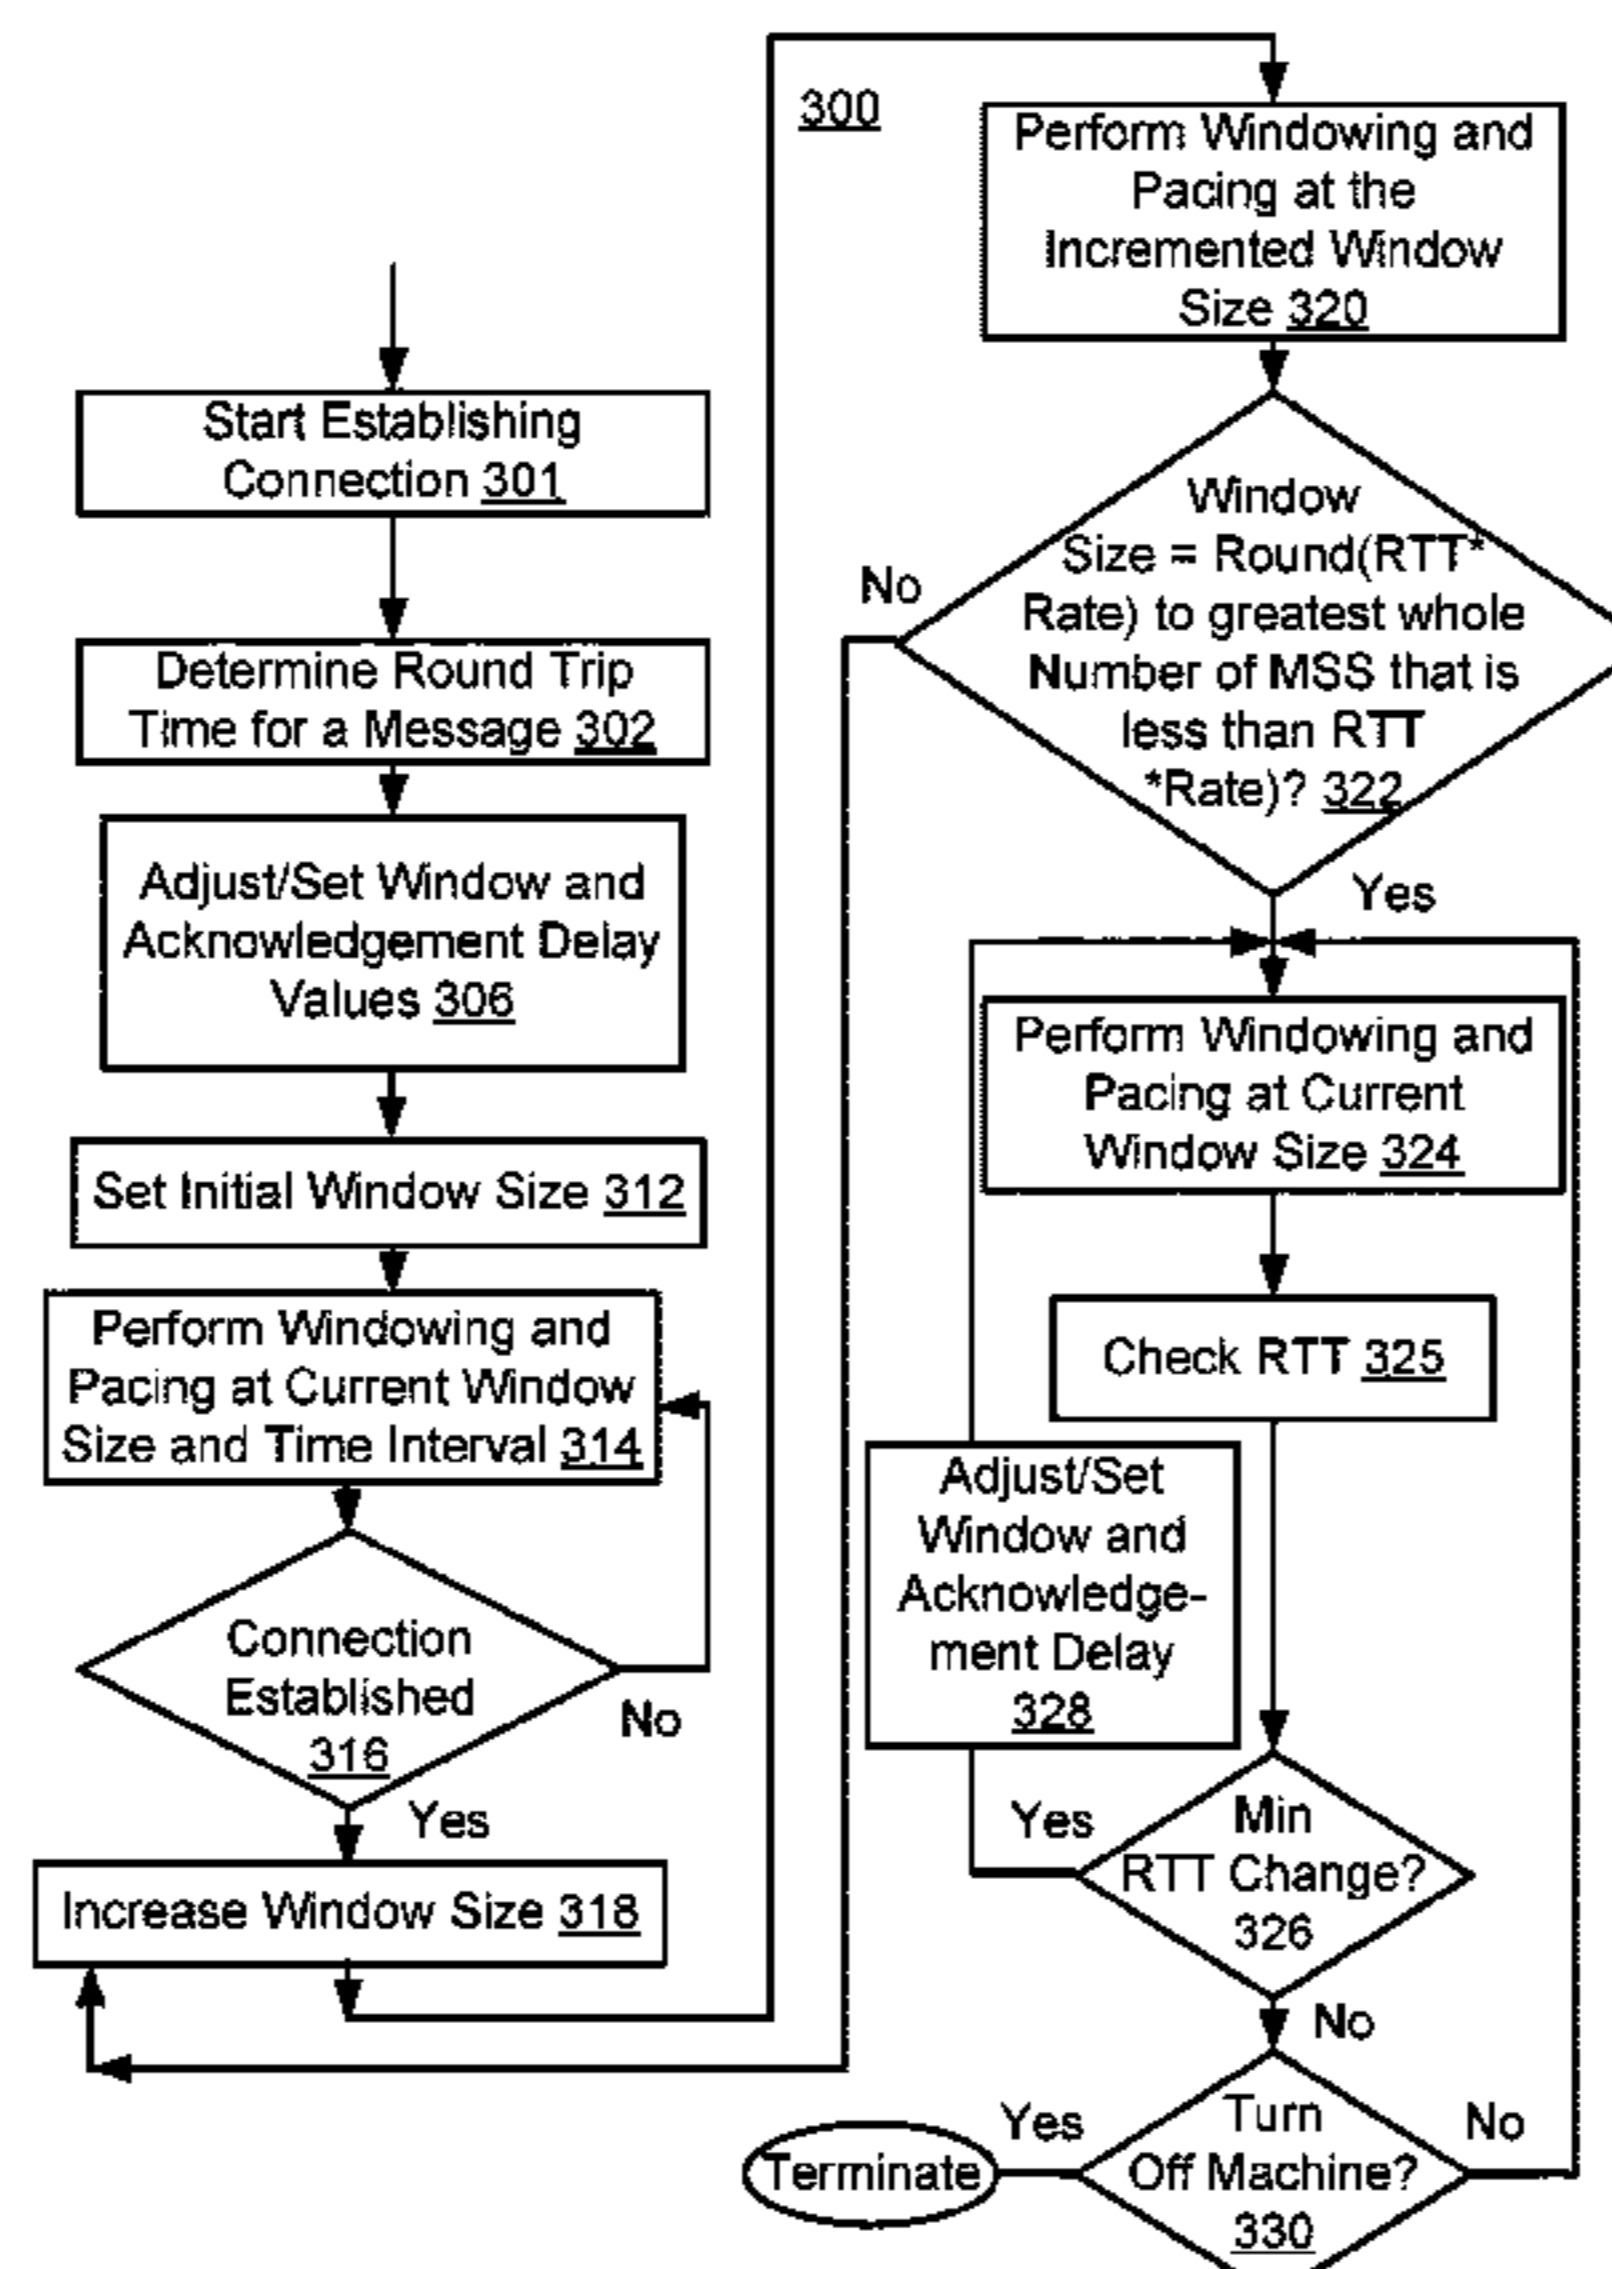 300
Start Establishing
Connection 301
Determine Round Trip
Time for a Message 302
Adjust/Set Window and
Acknowledgement Delay
Values 306
Set Initial Window Size 312
Perform Windowing and
Pacing at Current Window
Size and Time Interval 314
Connection
Established
316
No
Yes
Increase Window Size 318
Perform Windowing and
Pacing at the
Incremented Window
Size 320
Window
Size = Round(RTT*
Rate) to greatest whole
Number of MSS that is
less than RTT
*Rate)? 322
No
Yes
Perform Windowing and
Pacing at Current
Window Size 324
Check RTT 325
Adjust/Set
Window and
Acknowledge-
ment Delay
328
Min
RTT Change?
326
Yes
No
Turn
Off Machine?
330
Yes
No
Terminate